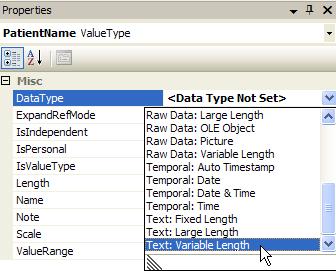 Properties
PatientName ValueType
Misc
DataType <Data Type Not Set>
ExpandRefMode Raw Data: Large Length
Raw Data: OLE Object
IsIndependent Raw Data: Picture
IsPersonal Raw Data: Variable Length
Temporal: Auto Timestamp
IsValueType Temporal: Date
Length Temporal: Date & Time
Name Temporal: Time
Note Text: Fixed Length
Scale Text: Large Length
ValueRange Text: Variable Length